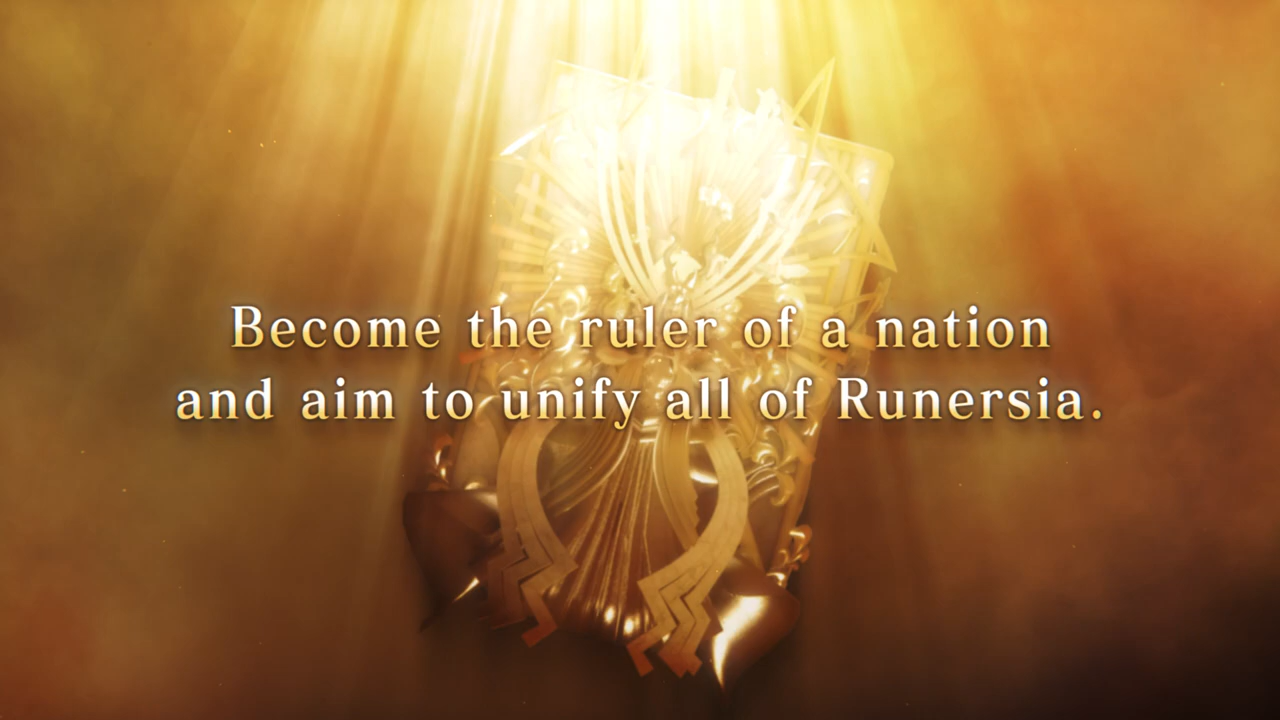 Become the ruler of a nation
and aim to unify all of Runersia.